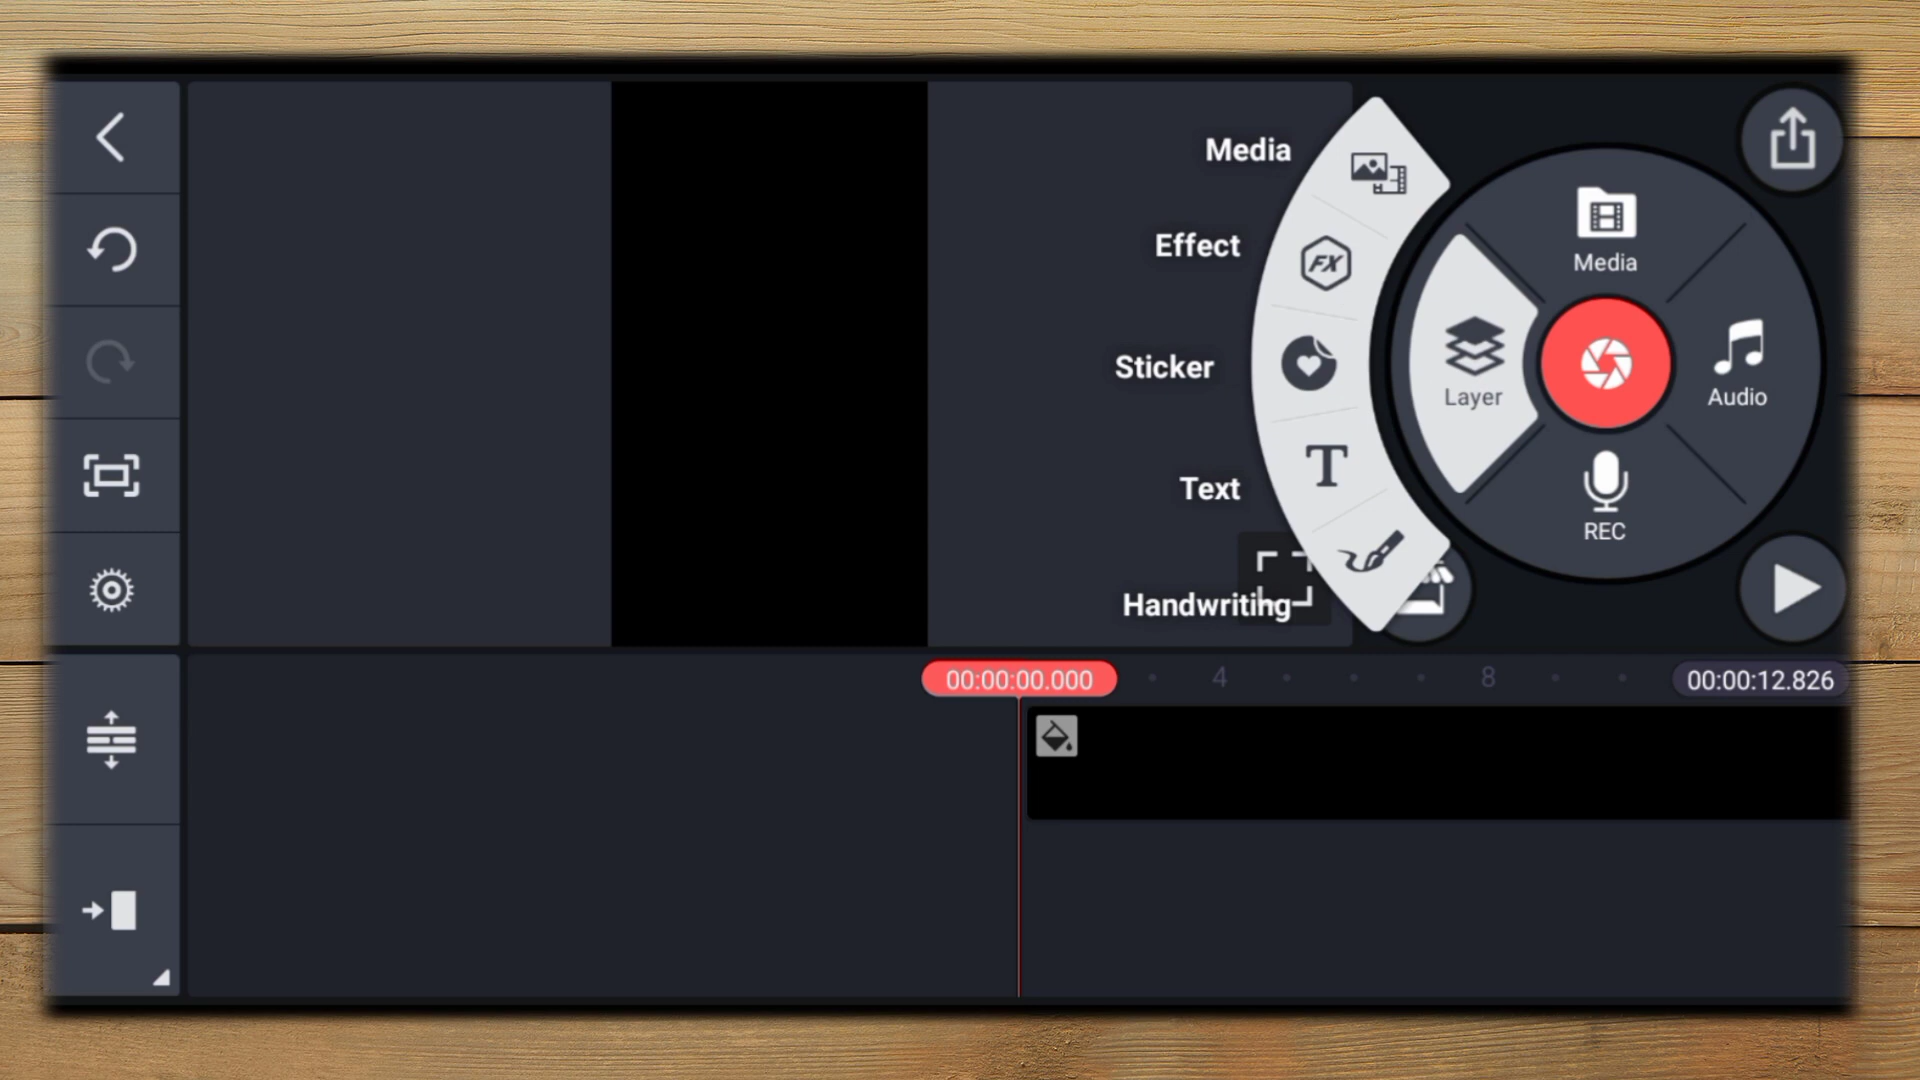 Media
Effect
Sticker
Text
Handwriting
FX
T
Media
Layer
Audio
REC
00:00:00.000
4
8
00:00:12.826